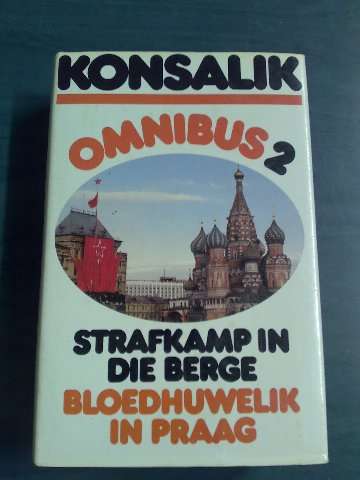 KONSALIK
OMNIBUS 2
STRAFKAMP IN
DIE BERGE
BLOEDHUWELIK
IN PRAAG